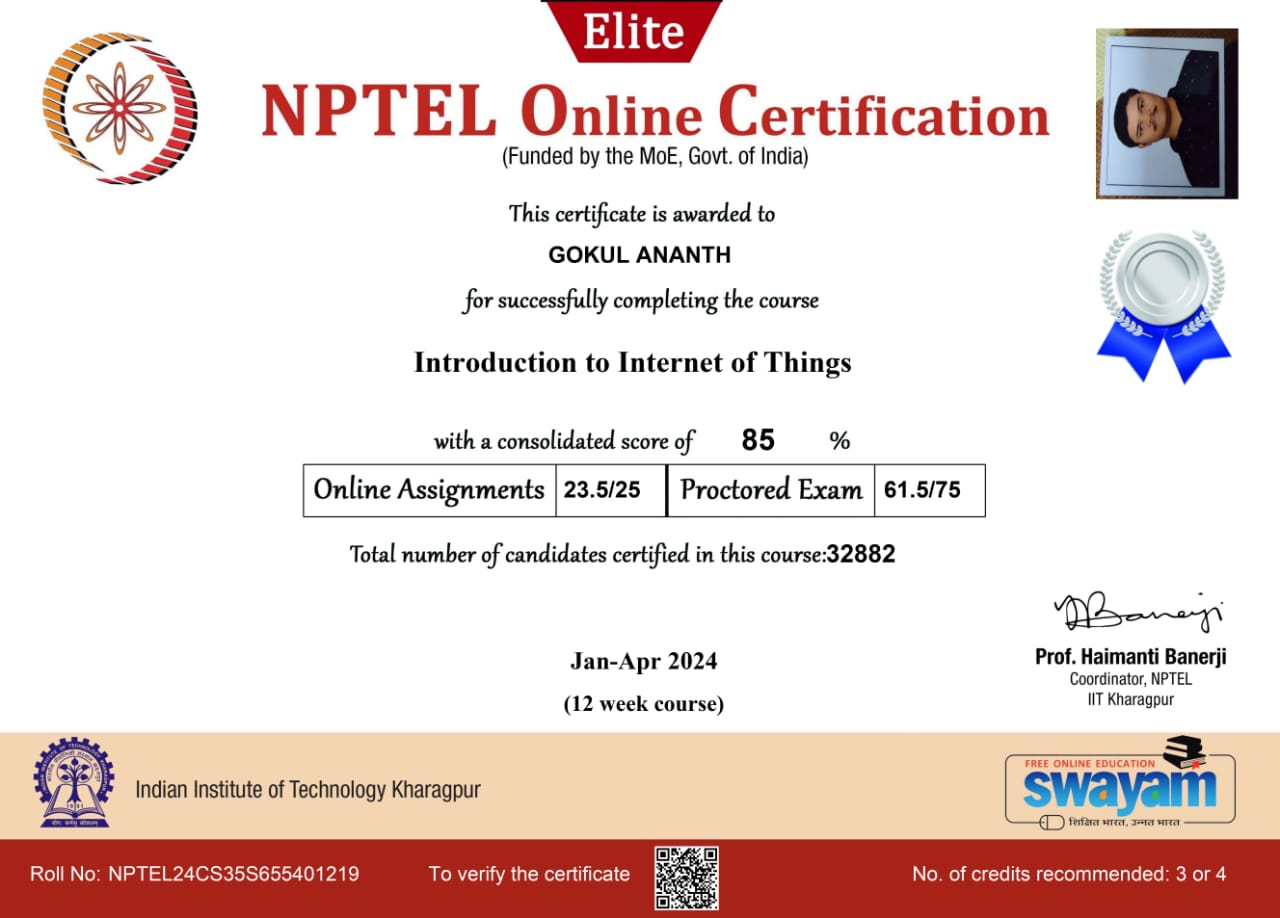 Elite
NPTEL Online Certification
(Funded by the MoE, Govt. of India)
This certificate is awarded to
GOKUL ANANTH
for successfully completing the course
Introduction to Internet of Things
with a consolidated score of 85 %
Online Assignments 23.5/25 Proctored Exam 61.5/75
Total number of candidates certified in this course:32882
Jan-Apr 2024
(12 week course)
Prof. Haimanti Banerji
Coordinator, NPTEL
IIT Kharagpur
Indian Institute of Technology Kharagpur
FREE ONLINE EDUCATION
swayam
शिक्षित भारत, उन्नत भारत
Roll No: NPTEL24CS35S655401219 To verify the certificate No. of credits recommended: 3 or 4